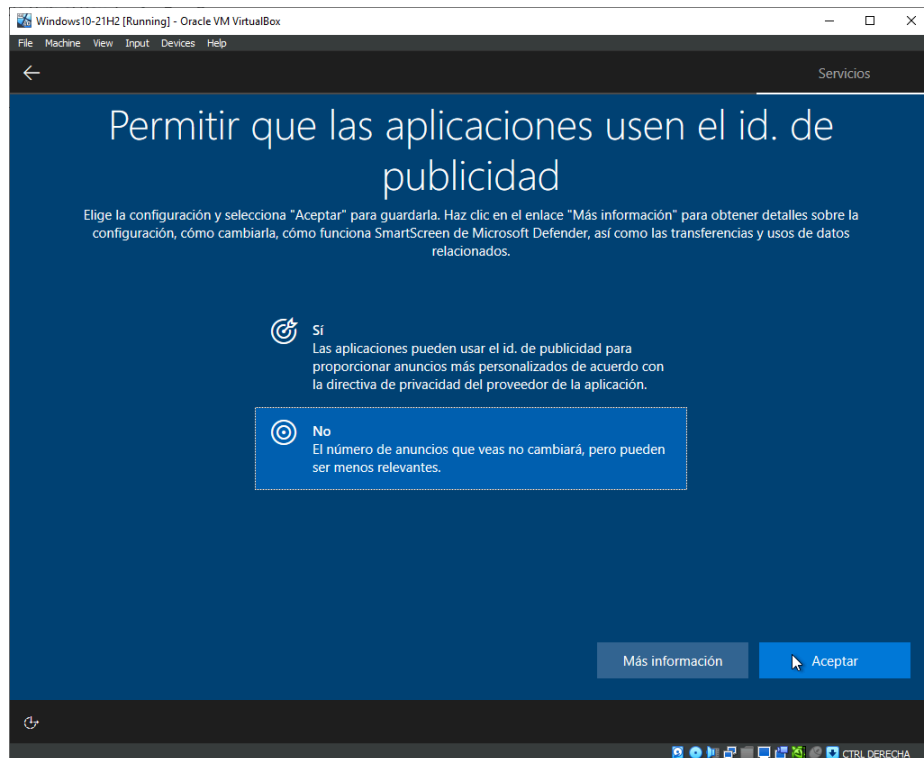 Windows10-21H2 [Running] - Oracle VM VirtualBox
File Machine View Input Devices Help
Servicios
Permitir que las aplicaciones usen el id. de
publicidad
Elige la configuración y selecciona "Aceptar" para guardarla. Haz clic en el enlace "Más información" para obtener detalles sobre la
configuración, cómo cambiarla, cómo funciona SmartScreen de Microsoft Defender, así como las transferencias y usos de datos
relacionados.
Sí
Las aplicaciones pueden usar el id. de publicidad para
proporcionar anuncios más personalizados de acuerdo con
la directiva de privacidad del proveedor de la aplicación.
No
El número de anuncios que veas no cambiará, pero pueden
ser menos relevantes.
Más información
Aceptar
CTRL DERECHA